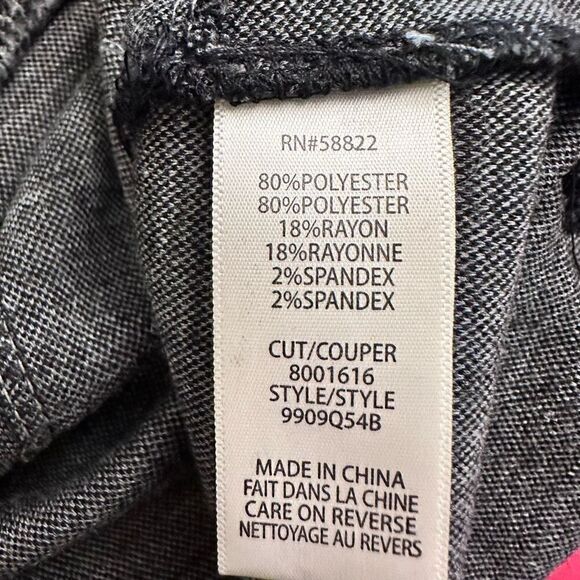 RN#58822
80%POLYESTER
80%POLYESTER
18%RAYON
18%RAYONNE
2%SPANDEX
2%SPANDEX
CUT/COUPER
8001616
STYLE/STYLE
9909Q54B
MADE IN CHINA
FAIT DANS LA CHINE
CARE ON REVERSE
NETTOYAGE AU REVERS